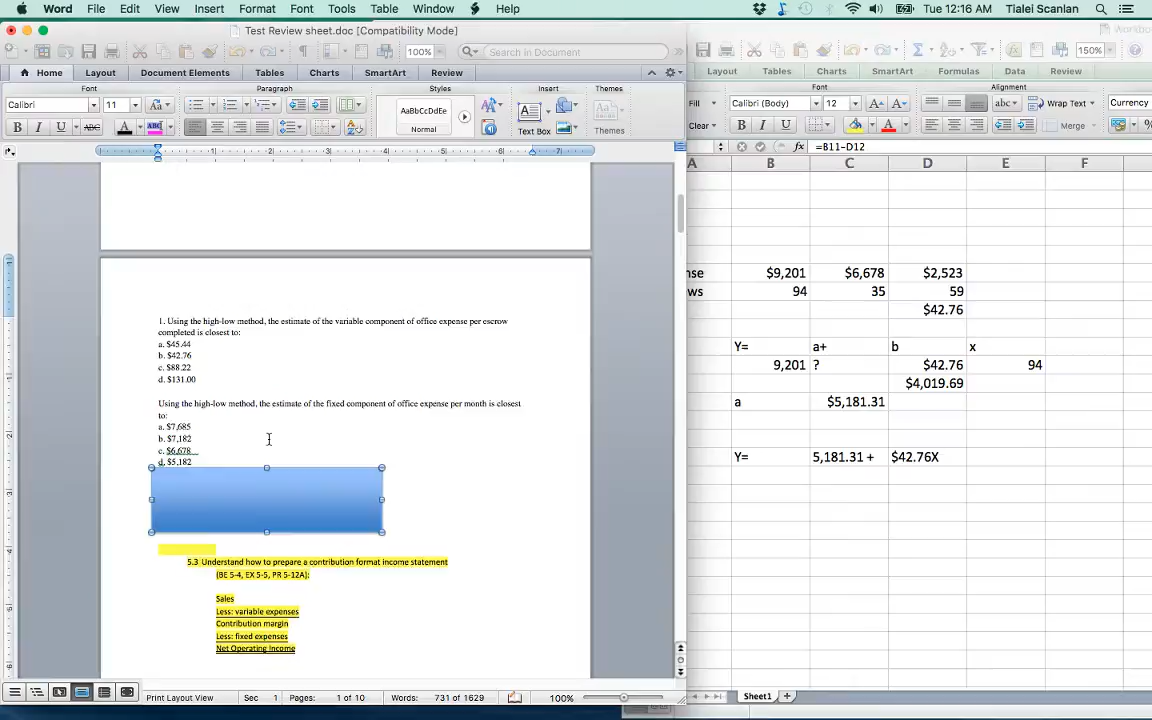 Word File Edit View Insert Format Font Tools Table Window Help
Tue 12:16 AM Tialei Scanlan
Test Review sheet.doc [Compatibility Mode]
100% Search in Document
150%
Home Layout Document Elements Tables Charts SmartArt Review
Layout Tables Charts SmartArt Formulas Data Review
Font Paragraph Styles Insert Themes
Font Alignment
Calibri 11 Aa
AaBbCcDdEe
Normal
Text Box
Themes
B I U ABC A ABC
Fill Calibri (Body) 12 A A abc Wrap Text Currency
Clear B I U A Merge %
fx =B11-D12
A B C D E F
1. Using the high-low method, the estimate of the variable component of office expense per escrow
completed is closest to:
a. $45.44
b. $42.76
c. $88.22
d. $131.00
Using the high-low method, the estimate of the fixed component of office expense per month is closest
to:
a. $7,685
b. $7,182
c. $6,678
d. $5,182
5.3 Understand how to prepare a contribution format income statement
(BE 5-4, EX 5-5, PR 5-12A):
Sales
Less: variable expenses
Contribution margin
Less: fixed expenses
Net Operating Income
nse $9,201 $6,678 $2,523
ws 94 35 59
$42.76
Y= a+ b x
9,201 ? $42.76 94
$4,019.69
a $5,181.31
Y= 5,181.31 + $42.76X
Print Layout View Sec 1 Pages: 1 of 10 Words: 731 of 1629 100%
Sheet1